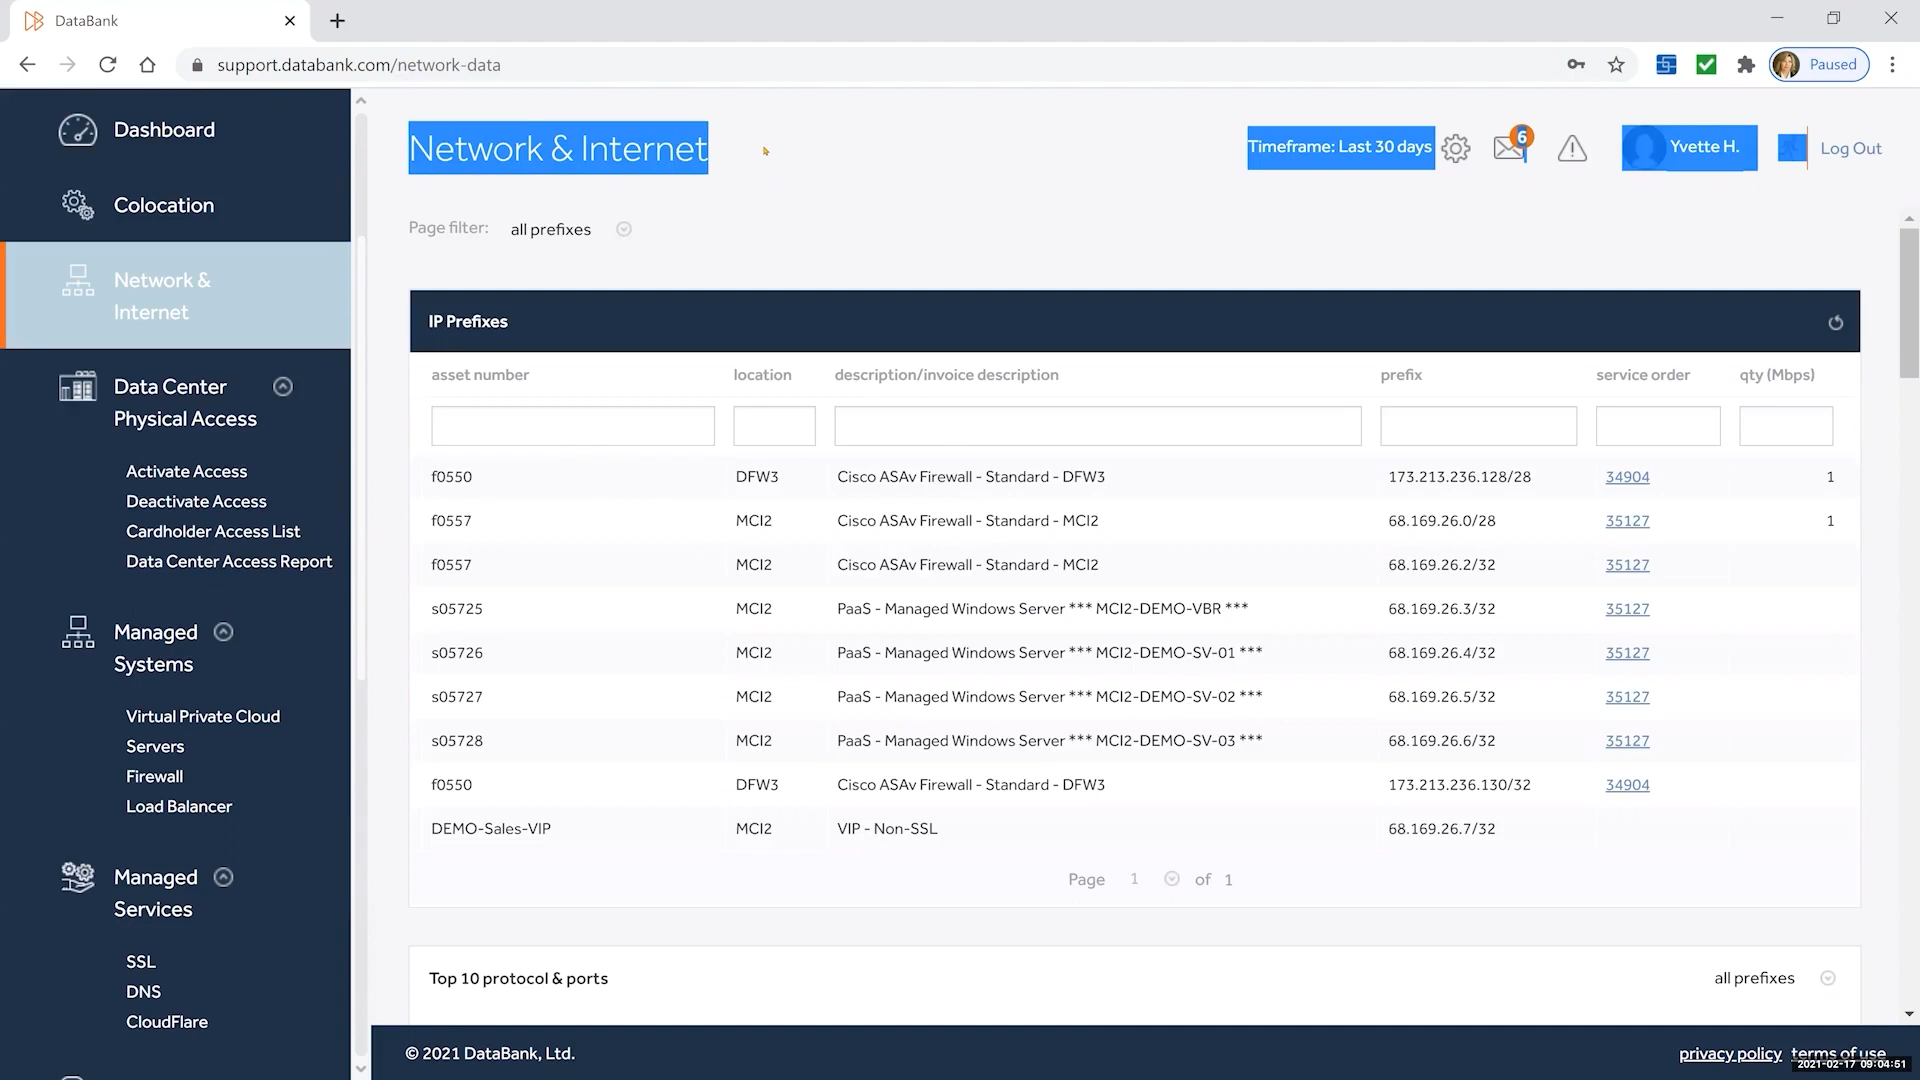 DataBank
support.databank.com/network-data
Paused
Dashboard
Colocation
Network &
Internet
Data Center
Physical Access
Activate Access
Deactivate Access
Cardholder Access List
Data Center Access Report
Managed
Systems
Virtual Private Cloud
Servers
Firewall
Load Balancer
Managed
Services
SSL
DNS
CloudFlare
Network & Internet
Timeframe: Last 30 days
6
Yvette H.
Log Out
Page filter: all prefixes
IP Prefixes
asset number location description/invoice description prefix service order qty (Mbps)
f0550 DFW3 Cisco ASAv Firewall - Standard - DFW3 173.213.236.128/28 34904 1
f0557 MCI2 Cisco ASAv Firewall - Standard - MCI2 68.169.26.0/28 35127 1
f0557 MCI2 Cisco ASAv Firewall - Standard - MCI2 68.169.26.2/32 35127
s05725 MCI2 PaaS - Managed Windows Server *** MCI2-DEMO-VBR *** 68.169.26.3/32 35127
s05726 MCI2 PaaS - Managed Windows Server *** MCI2-DEMO-SV-01 *** 68.169.26.4/32 35127
s05727 MCI2 PaaS - Managed Windows Server *** MCI2-DEMO-SV-02 *** 68.169.26.5/32 35127
s05728 MCI2 PaaS - Managed Windows Server *** MCI2-DEMO-SV-03 *** 68.169.26.6/32 35127
f0550 DFW3 Cisco ASAv Firewall - Standard - DFW3 173.213.236.130/32 34904
DEMO-Sales-VIP MCI2 VIP - Non-SSL 68.169.26.7/32
Page 1 of 1
Top 10 protocol & ports all prefixes
© 2021 DataBank, Ltd.
privacy policy terms of use
2021-02-17 09:04:51